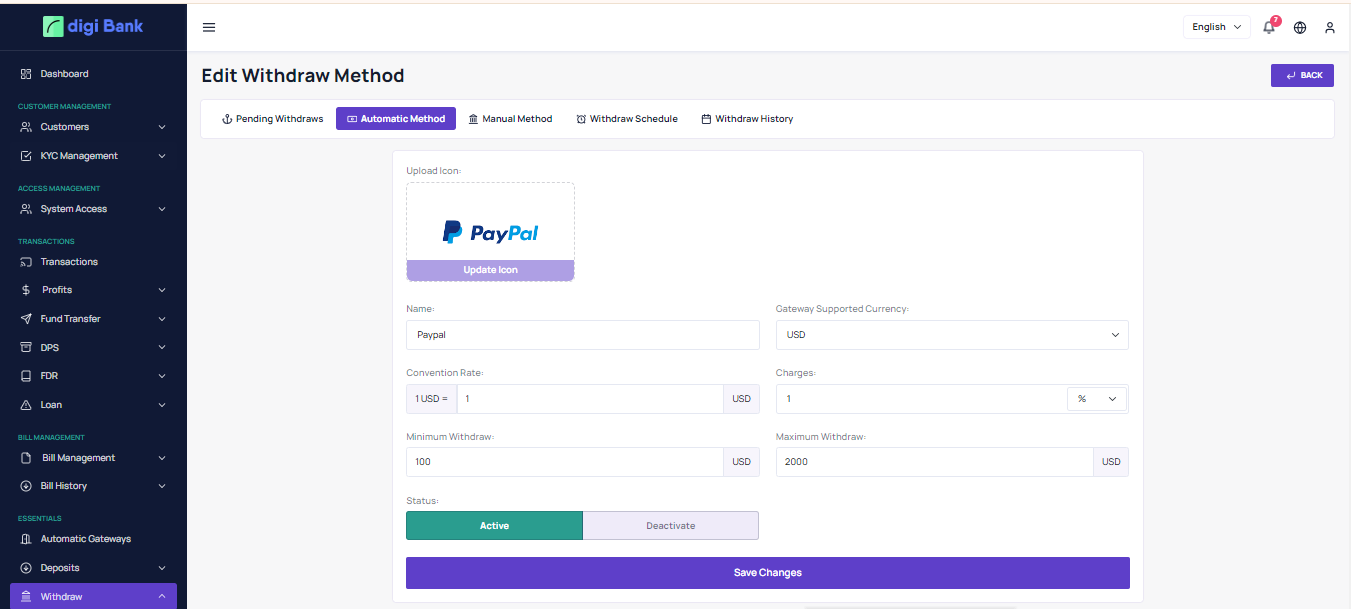 digi Bank
English
7
Dashboard
CUSTOMER MANAGEMENT
Customers
KYC Management
ACCESS MANAGEMENT
System Access
TRANSACTIONS
Transactions
Profits
Fund Transfer
DPS
FDR
Loan
BILL MANAGEMENT
Bill Management
Bill History
ESSENTIALS
Automatic Gateways
Deposits
Withdraw
Edit Withdraw Method
BACK
Pending Withdraws Automatic Method Manual Method Withdraw Schedule Withdraw History
Upload Icon:
PayPal
Update Icon
Name: Gateway Supported Currency:
Paypal USD
Convention Rate: Charges:
1 USD = 1 USD 1 %
Minimum Withdraw: Maximum Withdraw:
100 USD 2000 USD
Status:
Active Deactivate
Save Changes